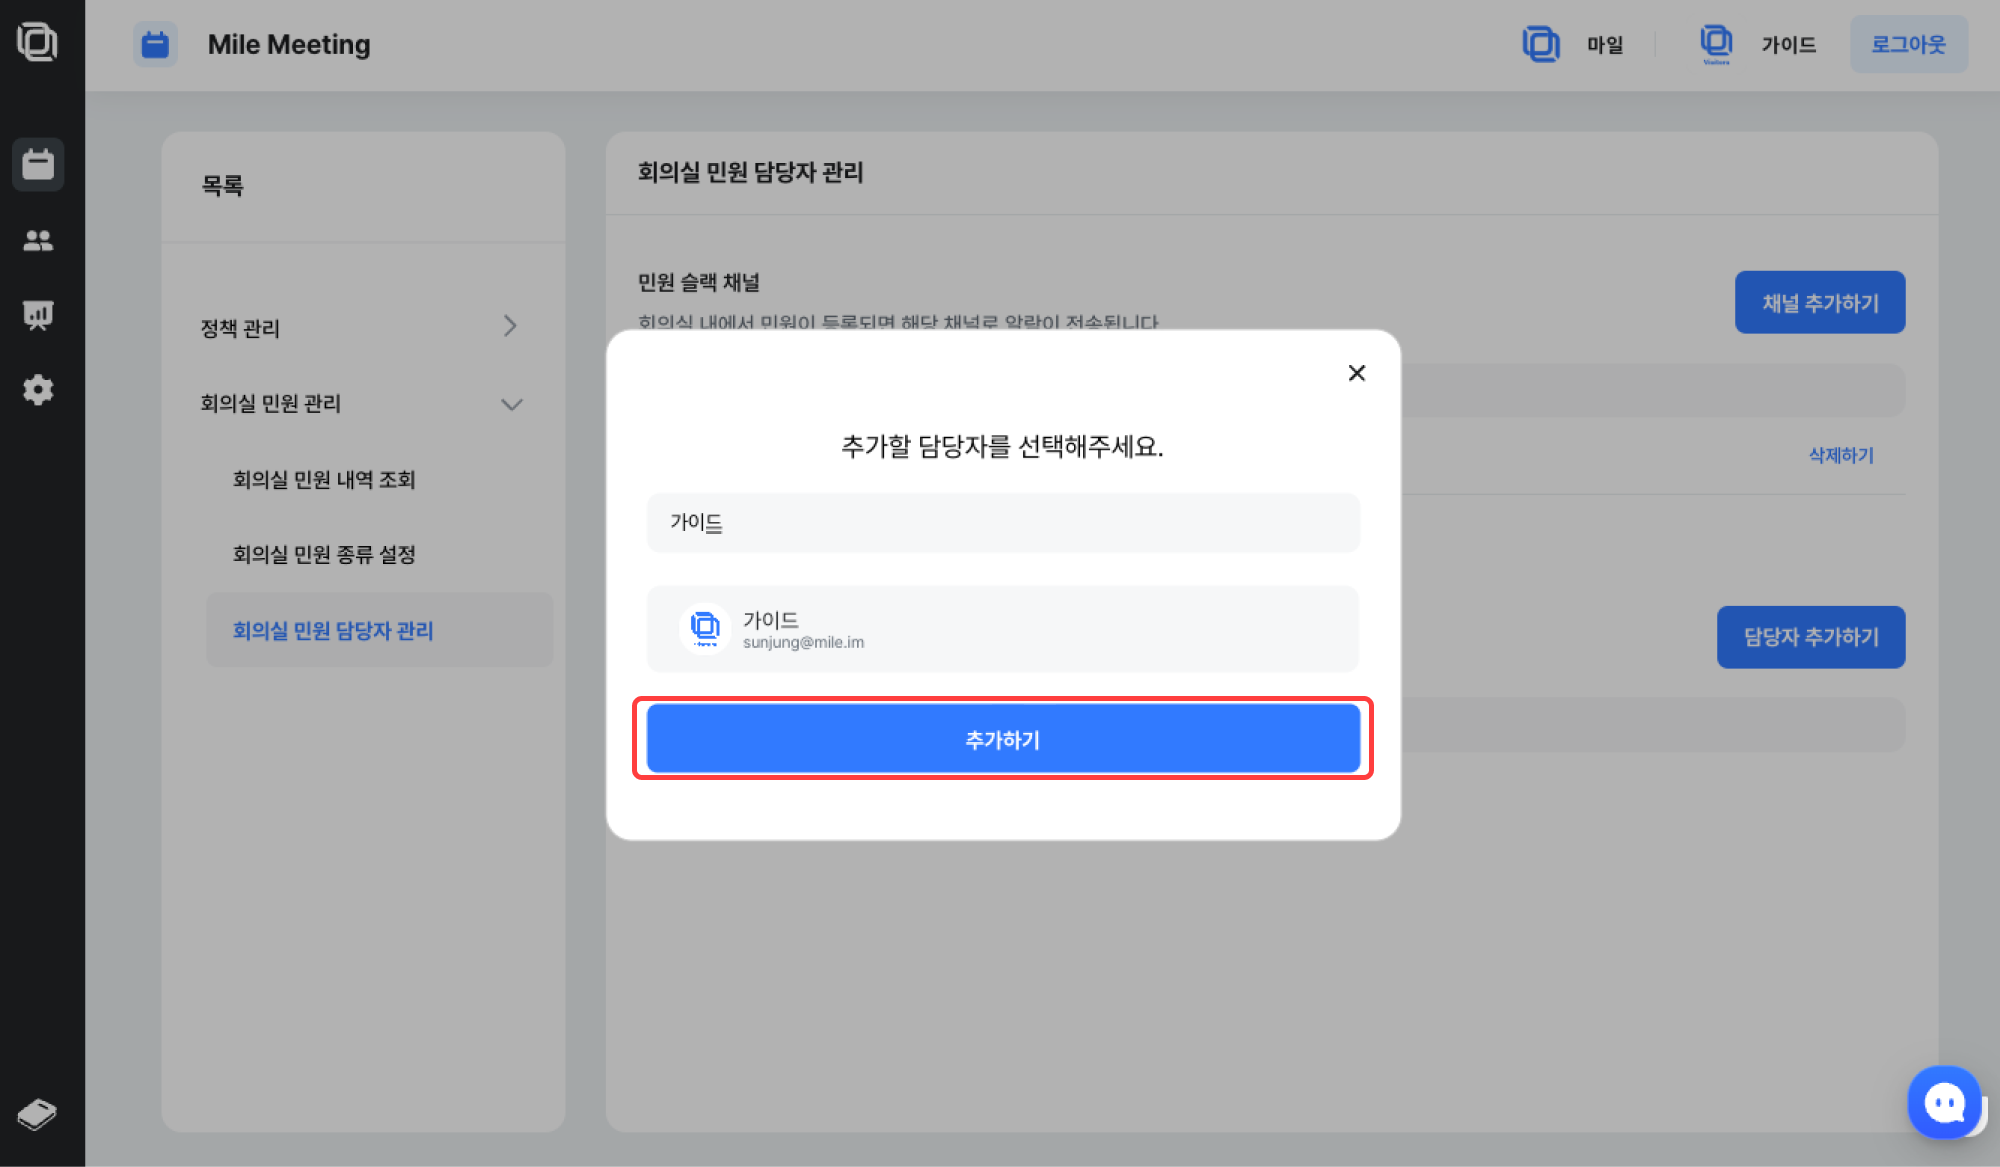 Mile Meeting
마일
가이드
로그아웃
목록
정책 관리
회의실 민원 관리
회의실 민원 내역 조회
회의실 민원 종류 설정
회의실 민원 담당자 관리
회의실 민원 담당자 관리
민원 슬랙 채널
채널 추가하기
회의실 내에서 민원이 등록되면 해당 채널로 알람이 전송됩니다
삭제하기
담당자 추가하기
추가할 담당자를 선택해주세요.
가이드
가이드
sunjung@mile.im
추가하기